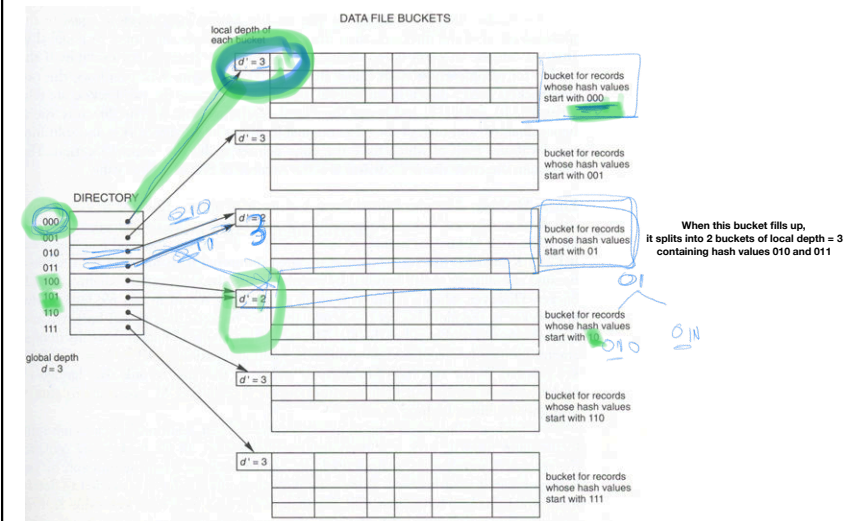 DATA FILE BUCKETS
local depth of
each bucket
d' = 3
bucket for records
whose hash values
start with 000
d' = 3
bucket for records
whose hash values
start with 001
DIRECTORY
000
001
010
011
100
101
110
111
global depth
d = 3
010
d' = 2
3
bucket for records
whose hash values
start with 01
When this bucket fills up,
it splits into 2 buckets of local depth = 3
containing hash values 010 and 011
01
010
d' = 2
bucket for records
whose hash values
start with 10
d' = 3
bucket for records
whose hash values
start with 110
d' = 3
bucket for records
whose hash values
start with 111